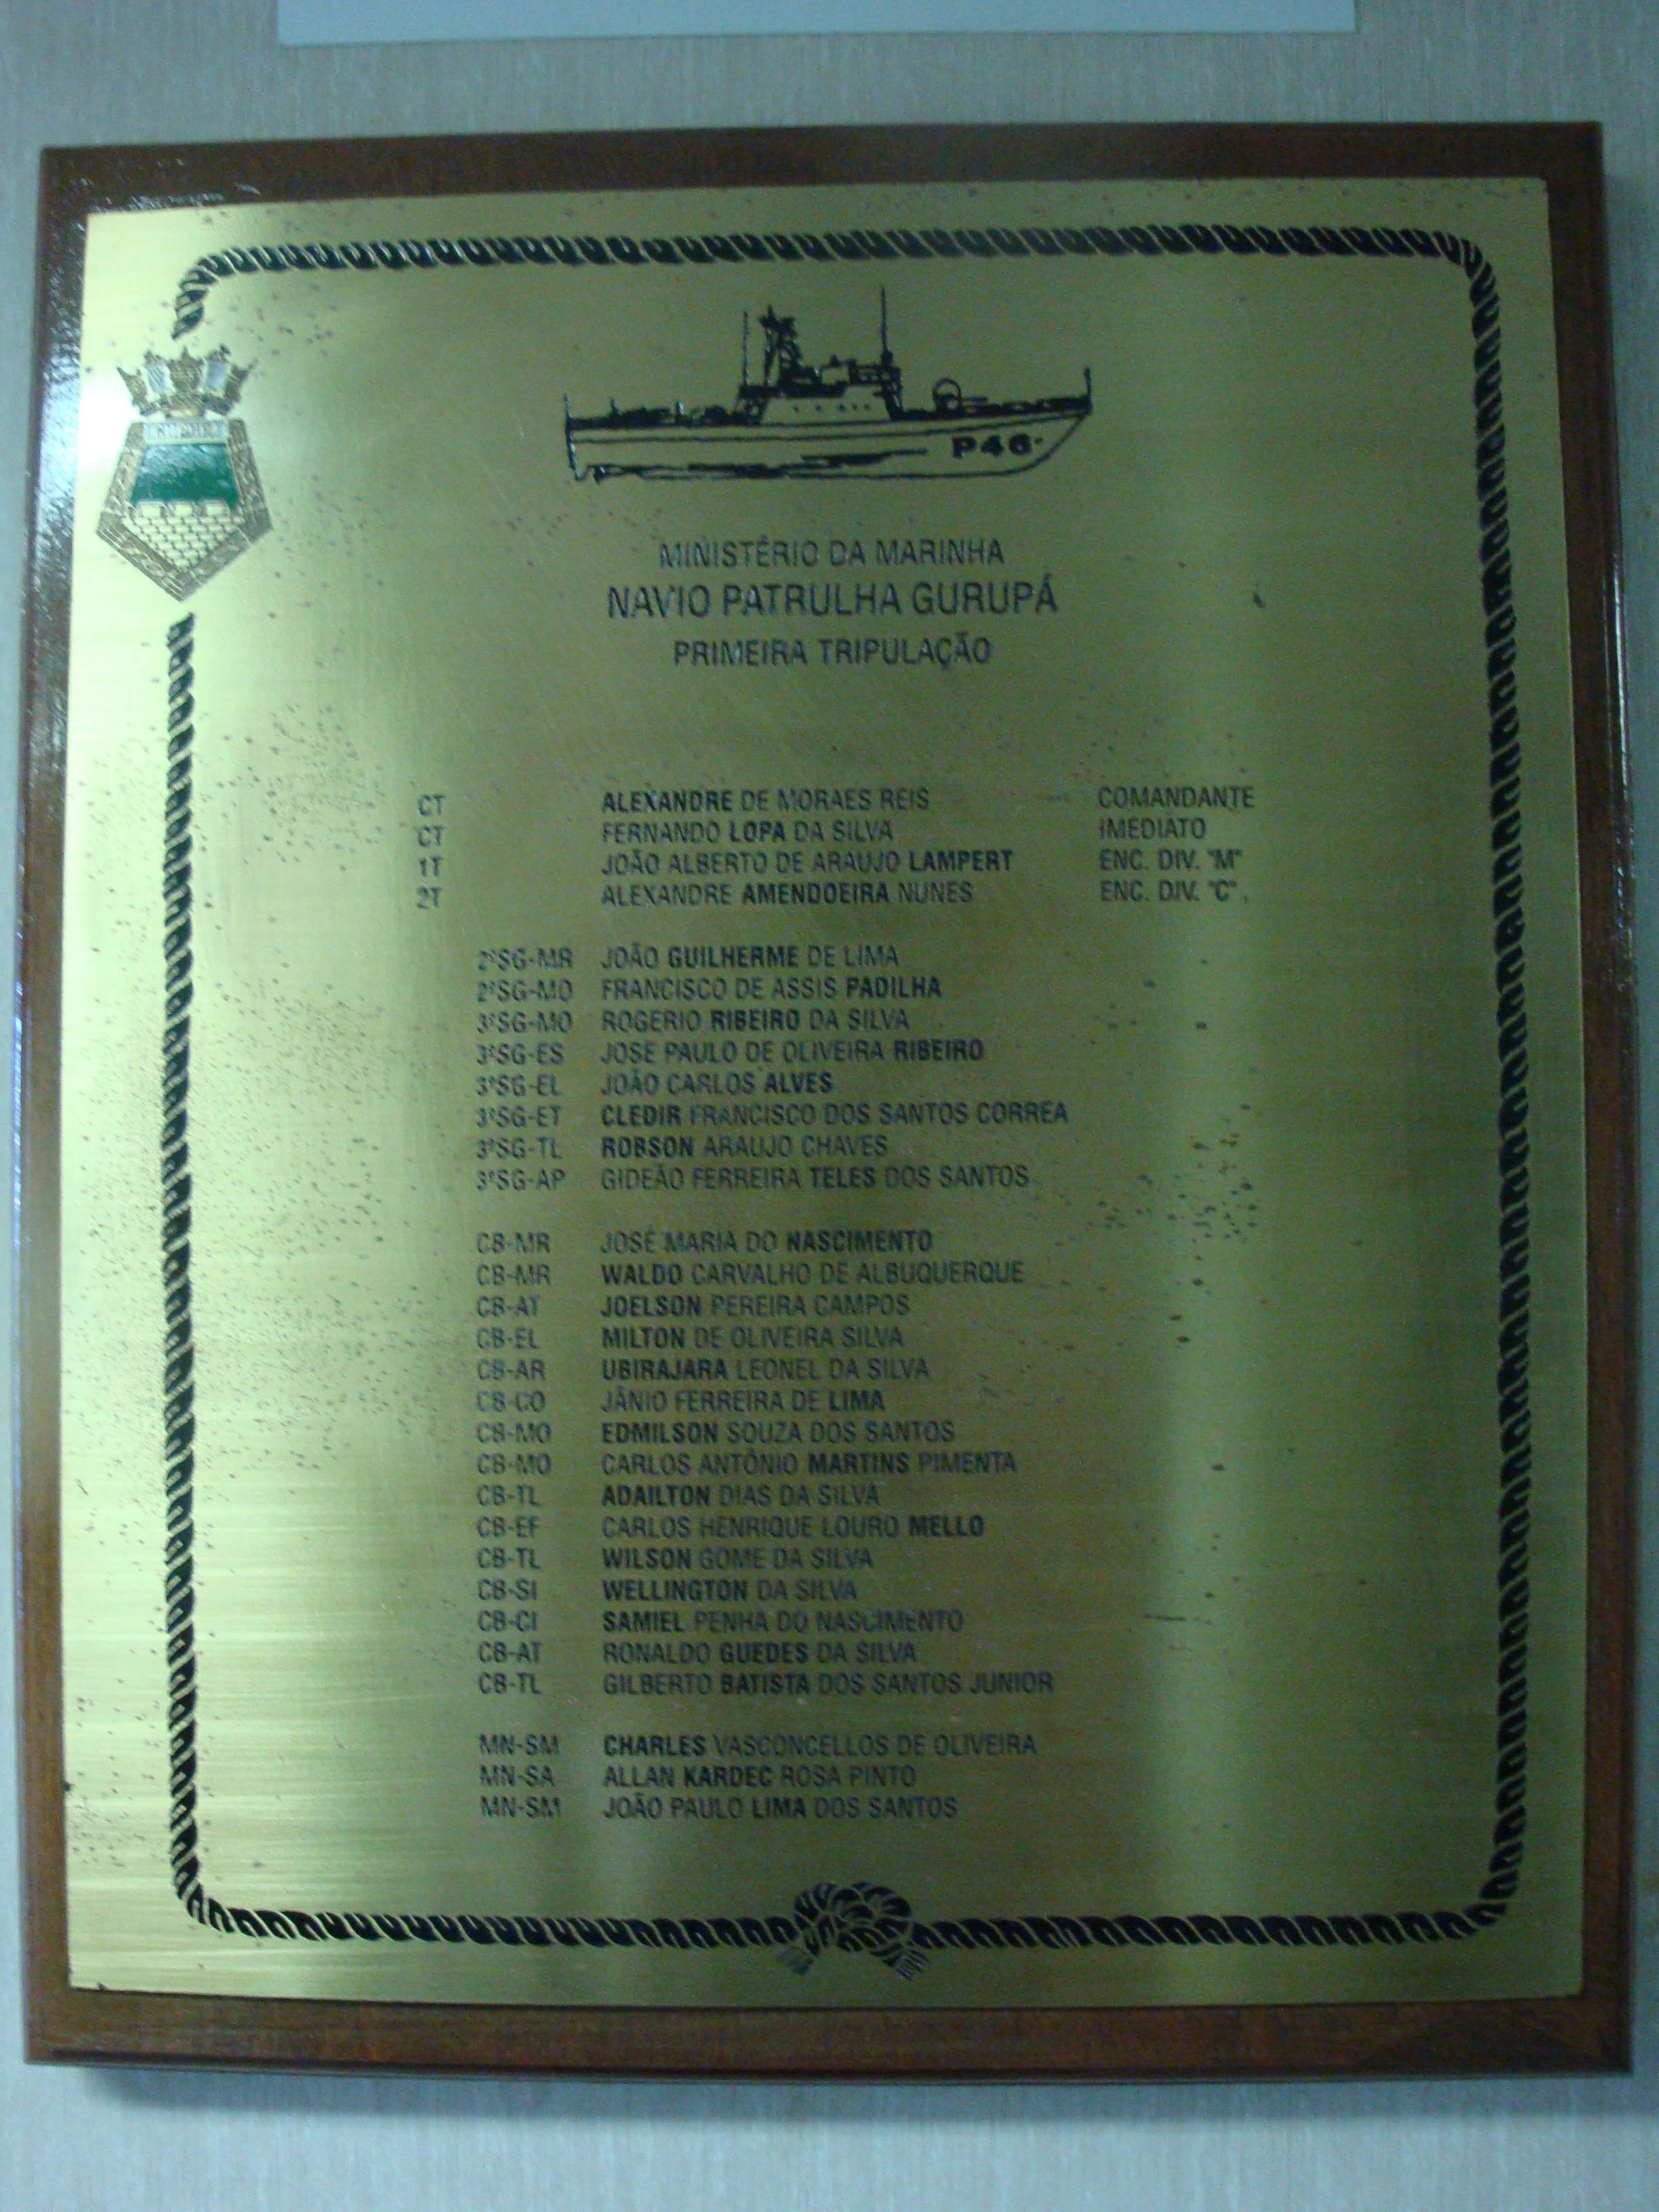 GURUPÁ
P46
MINISTÉRIO DA MARINHA
NAVIO PATRULHA GURUPÁ
PRIMEIRA TRIPULAÇÃO
CT ALEXANDRE DE MORAES REIS COMANDANTE
CT FERNANDO LOPA DA SILVA IMEDIATO
1T JOÃO ALBERTO DE ARAUJO LAMPERT ENC. DIV. "M"
2T ALEXANDRE AMENDOEIRA NUNES ENC. DIV. "C".
2ºSG-MR JOÃO GUILHERME DE LIMA
2ºSG-MO FRANCISCO DE ASSIS PADILHA
3ºSG-MO ROGERIO RIBEIRO DA SILVA
3ºSG-ES JOSE PAULO DE OLIVEIRA RIBEIRO
3ºSG-EL JOÃO CARLOS ALVES
3ºSG-ET CLEDIR FRANCISCO DOS SANTOS CORREA
3ºSG-TL ROBSON ARAUJO CHAVES
3ºSG-AP GIDEÃO FERREIRA TELES DOS SANTOS
CB-MR JOSÉ MARIA DO NASCIMENTO
CB-MR WALDO CARVALHO DE ALBUQUERQUE
CB-AT JOELSON PEREIRA CAMPOS
CB-EL MILTON DE OLIVEIRA SILVA
CB-AR UBIRAJARA LEONEL DA SILVA
CB-CO JÂNIO FERREIRA DE LIMA
CB-MO EDMILSON SOUZA DOS SANTOS
CB-MO CARLOS ANTÔNIO MARTINS PIMENTA
CB-TL ADAILTON DIAS DA SILVA
CB-EF CARLOS HENRIQUE LOURO MELLO
CB-TL WILSON GOME DA SILVA
CB-SI WELLINGTON DA SILVA
CB-CI SAMIEL PENHA DO NASCIMENTO
CB-AT RONALDO GUEDES DA SILVA
CB-TL GILBERTO BATISTA DOS SANTOS JUNIOR
MN-SM CHARLES VASCONCELLOS DE OLIVEIRA
MN-SA ALLAN KARDEC ROSA PINTO
MN-SM JOÃO PAULO LIMA DOS SANTOS